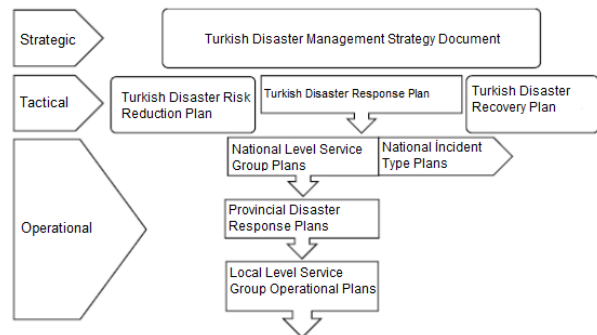 Strategic
Turkish Disaster Management Strategy Document
Tactical
Turkish Disaster Risk
Reduction Plan
Turkish Disaster Response Plan
Turkish Disaster
Recovery Plan
Operational
National Level Service
Group Plans
National İncident
Type Plans
Provincial Disaster
Response Plans
Local Level Service
Group Operational Plans